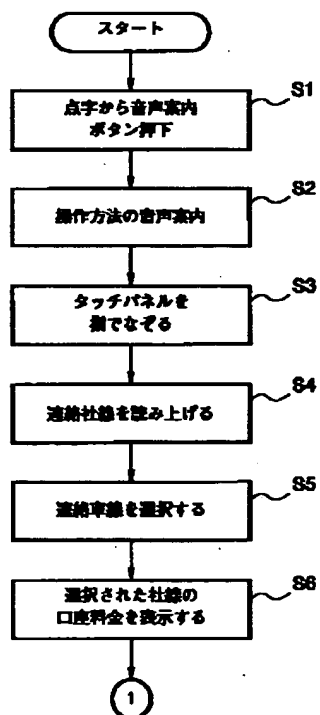 スタート
S1
点字から音声案内
ボタン押下
S2
操作方法の音声案内
S3
タッチパネルを
指でなぞる
S4
連絡社線を読み上げる
S5
連絡車線を選択する
S6
選択された社線の
口座料金を表示する
1